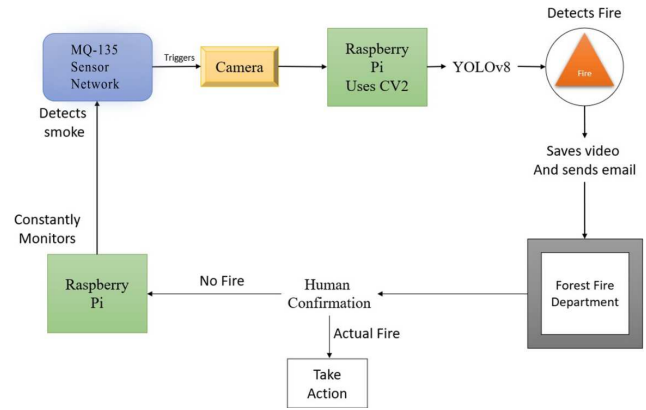 Detects Fire
MQ-135
Sensor
Network
Triggers
Camera
Raspberry
Pi
Uses CV2
YOLOv8
Fire
Detects
smoke
Saves video
And sends email
Constantly
Monitors
Raspberry
Pi
No Fire
Human
Confirmation
Forest Fire
Department
Actual Fire
Take
Action